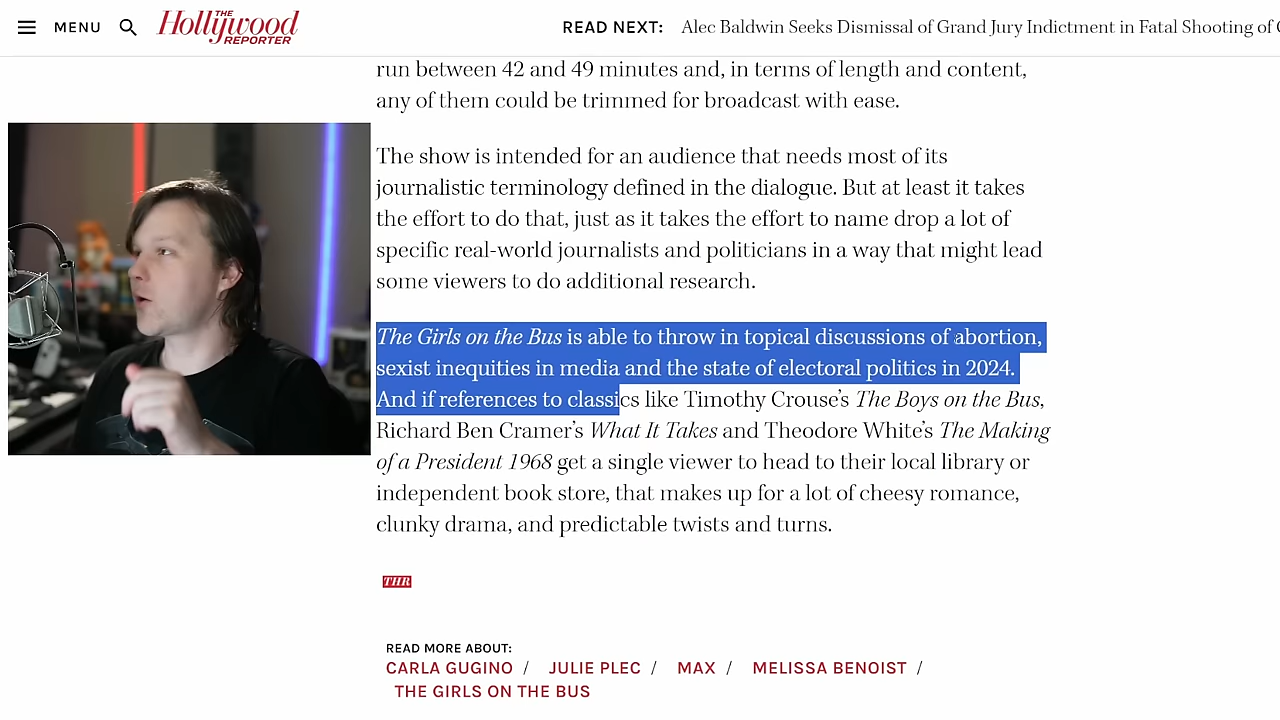 MENU
THE
Hollywood
REPORTER
READ NEXT: Alec Baldwin Seeks Dismissal of Grand Jury Indictment in Fatal Shooting of
run between 42 and 49 minutes and, in terms of length and content,
any of them could be trimmed for broadcast with ease.
The show is intended for an audience that needs most of its
journalistic terminology defined in the dialogue. But at least it takes
the effort to do that, just as it takes the effort to name drop a lot of
specific real-world journalists and politicians in a way that might lead
some viewers to do additional research.
The Girls on the Bus is able to throw in topical discussions of abortion,
sexist inequities in media and the state of electoral politics in 2024.
And if references to classics like Timothy Crouse’s The Boys on the Bus,
Richard Ben Cramer’s What It Takes and Theodore White’s The Making
of a President 1968 get a single viewer to head to their local library or
independent book store, that makes up for a lot of cheesy romance,
clunky drama, and predictable twists and turns.
THR
READ MORE ABOUT:
CARLA GUGINO / JULIE PLEC / MAX / MELISSA BENOIST /
THE GIRLS ON THE BUS